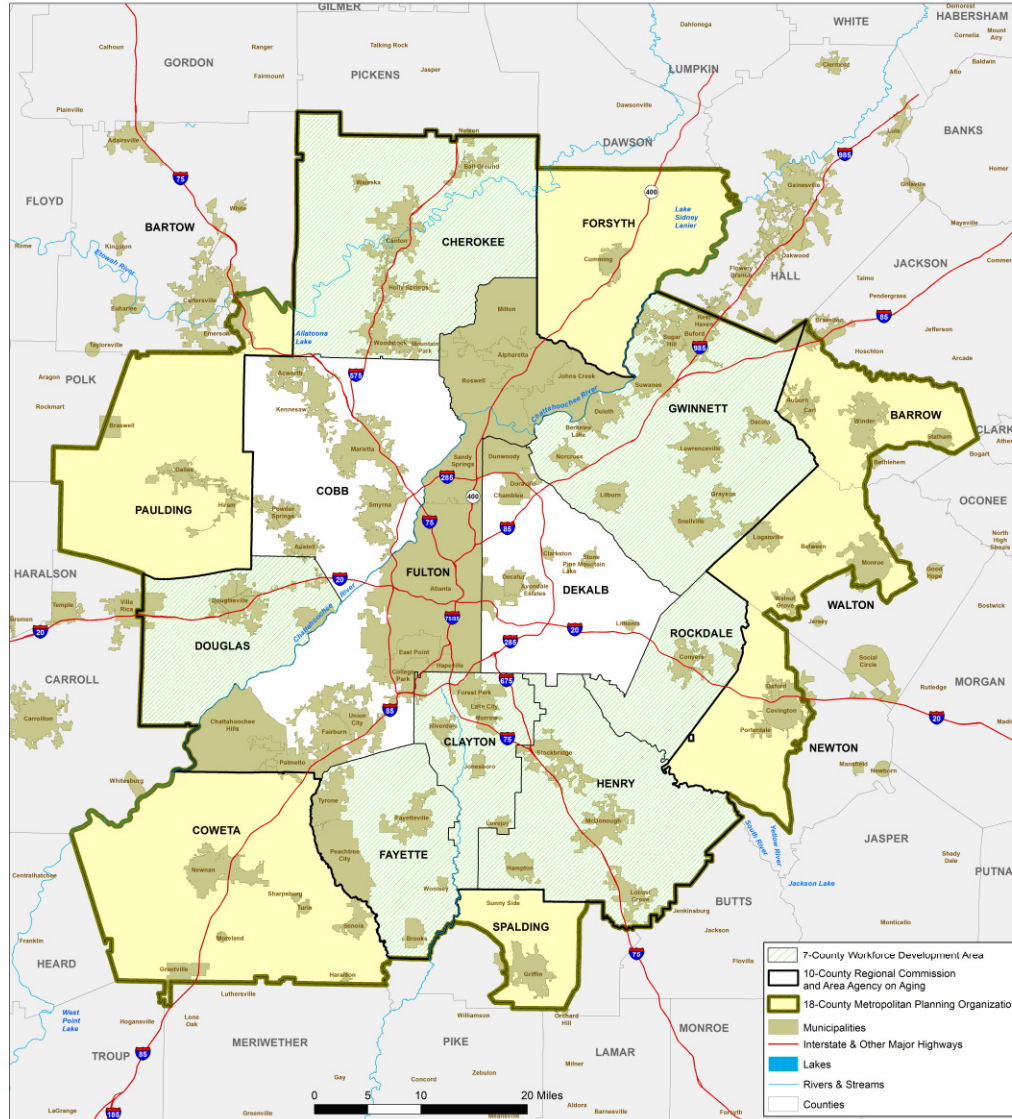 GILMER
WHITE
Demorest
HABERSHAM
Cornelia
Mount
Airy
Dahlonega
Calhoun
Ranger
Talking Rock
Clermont
Baldwin
Alto
GORDON
Fairmount
PICKENS
Jasper
LUMPKIN
Plainville
Dawsonville
Lula
BANKS
Adairsville
Nelson
Ball Ground
DAWSON
985
Homer
75
Waleska
400
Gainesville
Gillsville
FLOYD
White
BARTOW
Canton
CHEROKEE
FORSYTH
Lake
Sidney
Lanier
Maysville
Rome
Kingston
Etowah River
Cumming
Flowery
Branch
Oakwood
HALL
JACKSON
Commerce
Talmo
Pendergrass
Euharlee
Cartersville
Holly Springs
Milton
Emerson
Allatoona
Lake
Woodstock
Mountain
Park
Rest
Haven
Buford
Sugar
Hill
985
Braselton
85
Jefferson
Taylorsville
Alpharetta
Hoschton
Arcade
Aragon
POLK
Rockmart
Acworth
575
Roswell
Johns Creek
Suwanee
Chattahoochee River
Kennesaw
Duluth
GWINNETT
Berkeley
Lake
Auburn
Carl
BARROW
Braswell
Dacula
Winder
Statham
CLARKE
Bogart
Marietta
Sandy
Springs
Dunwoody
Norcross
Lawrenceville
Bethlehem
Dallas
285
Doraville
COBB
400
Chamblee
Lilburn
Grayson
OCONEE
PAULDING
Hiram
Powder
Springs
Smyrna
75
85
Snellville
North
High
Shoals
Austell
Loganville
Between
Clarkston
Stone
Mountain
Pine
Lake
Monroe
Good
Hope
HARALSON
20
FULTON
Atlanta
Decatur
Avondale
Estates
DEKALB
Temple
Villa
Rica
Douglasville
Chattahoochee
River
Walnut
Grove
WALTON
Bostwick
Bremen
20
75/85
Lithonia
Jersey
DOUGLAS
285
20
ROCKDALE
East Point
Conyers
Social
Circle
CARROLL
College
Park
Hapeville
675
Oxford
Rutledge
MORGAN
Carrollton
Forest Park
Lake City
Morrow
Covington
20
Chattahoochee
Hills
Union
City
85
Fairburn
Riverdale
CLAYTON
75
Porterdale
NEWTON
Palmetto
Stockbridge
Mansfield
Newborn
Whitesburg
Jonesboro
HENRY
Tyrone
Fayetteville
Lovejoy
McDonough
South River
Yellow River
JASPER
COWETA
Peachtree
City
FAYETTE
Shady
Dale
Centralhatchee
Newnan
Hampton
PUTNAM
Jackson Lake
Sharpsburg
Woolsey
Locust
Grove
BUTTS
Turin
Sunny Side
Jenkinsburg
Senoia
SPALDING
Jackson
Monticello
Franklin
Moreland
Brooks
HEARD
Grantville
Haralson
Griffin
75
Flovilla
Luthersville
West
Point
Lake
Hogansville
Lone
Oak
Williamson
Orchard
Hill
TROUP
85
MERIWETHER
PIKE
LAMAR
MONROE
Milner
Gay
Concord
Zebulon
LaGrange
185
Greenville
Meansville
Aldora
Barnesville
Forsyth
0 5 10 20 Miles
7-County Workforce Development Area
10-County Regional Commission
and Area Agency on Aging
18-County Metropolitan Planning Organization
Municipalities
Interstate & Other Major Highways
Lakes
Rivers & Streams
Counties